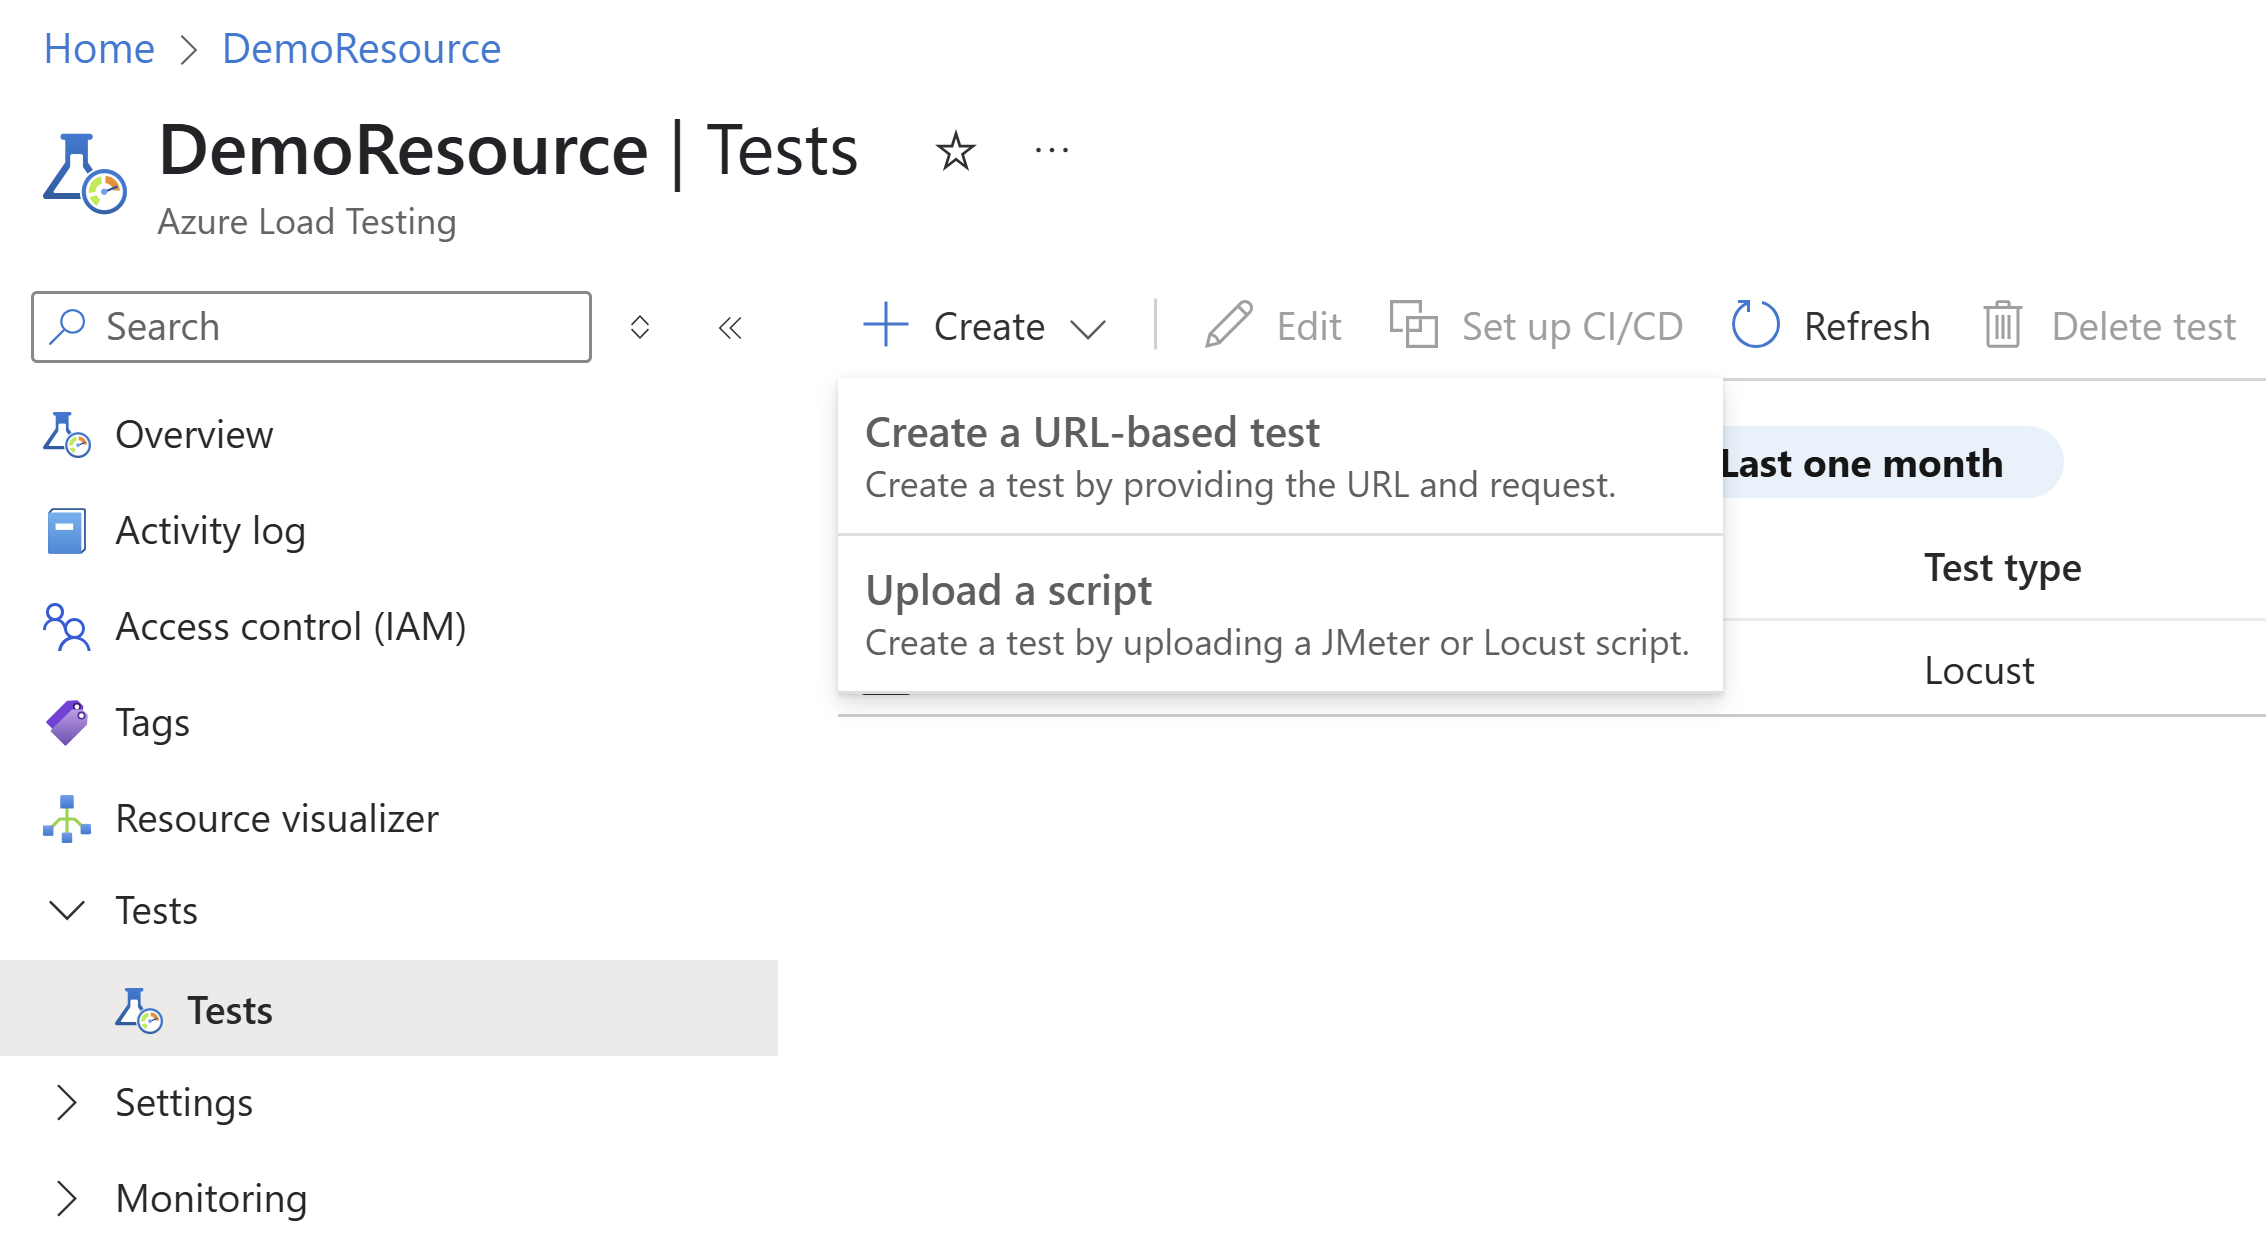 Home > DemoResource
DemoResource | Tests
Azure Load Testing
Search
Overview
Activity log
Access control (IAM)
Tags
Resource visualizer
Tests
Tests
Settings
Monitoring
Create
Edit
Set up CI/CD
Refresh
Delete test
Create a URL-based test
Create a test by providing the URL and request.
Upload a script
Create a test by uploading a JMeter or Locust script.
Last one month
Test type
Locust